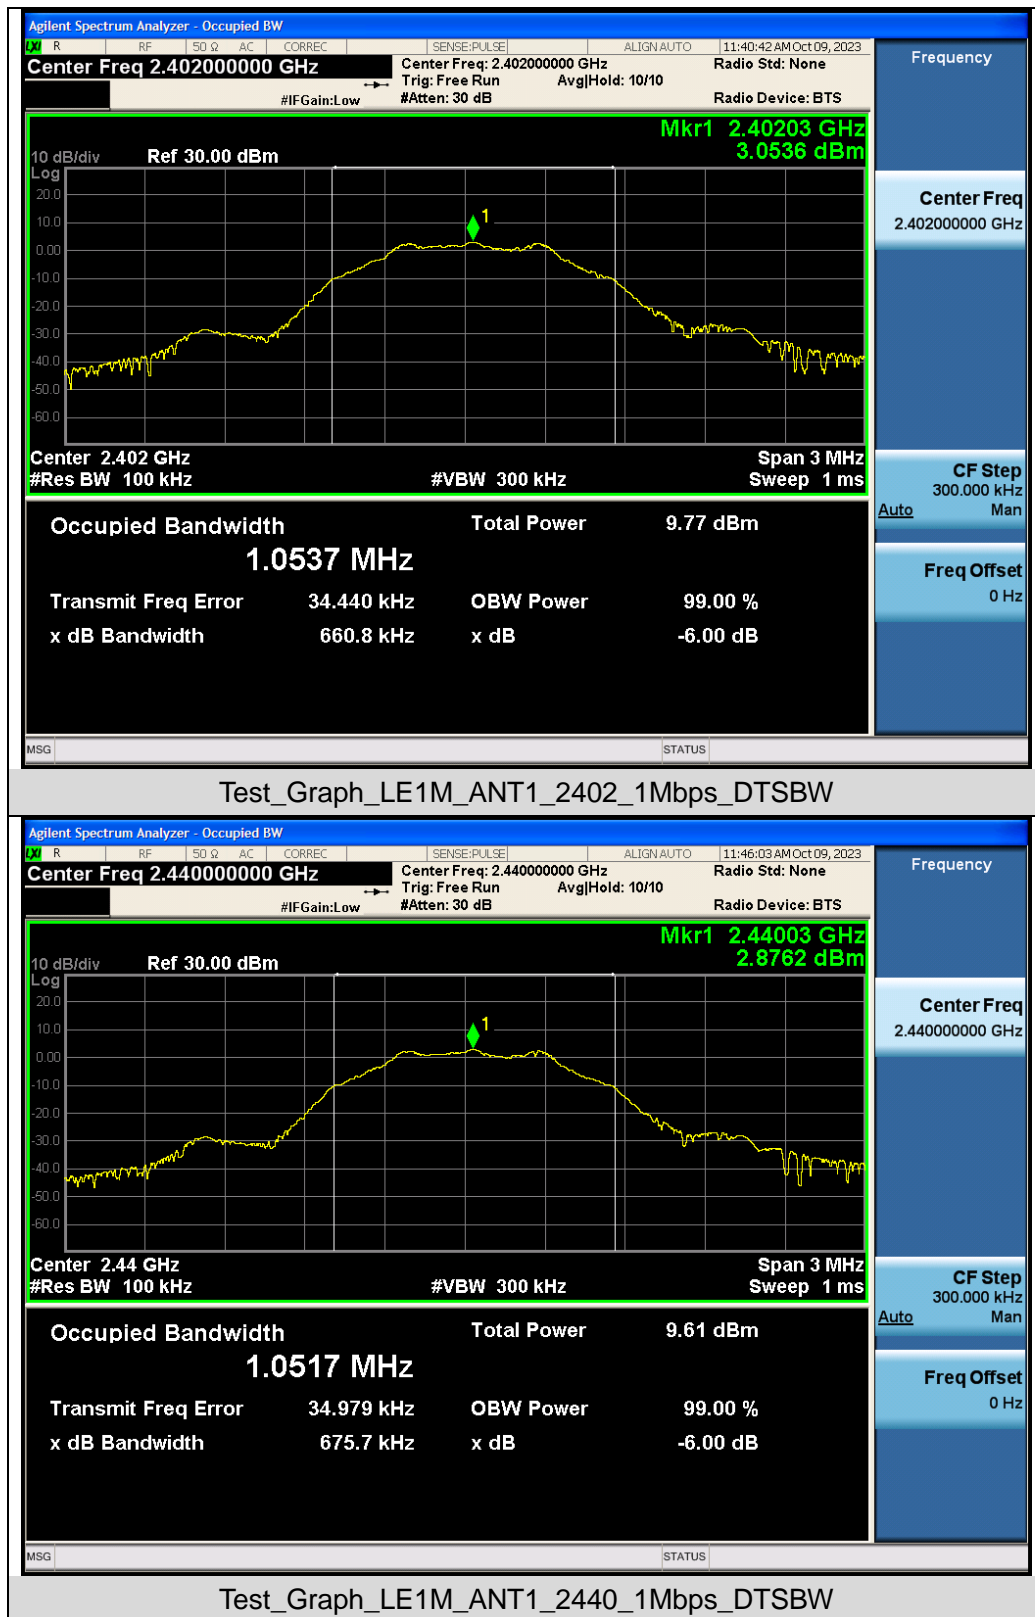 Agilent Spectrum Analyzer - Occupied BW
LXI R RF 50 Ω AC CORREC SENSE:PULSE ALIGN AUTO 11:40:42 AM Oct 09, 2023
Center Freq 2.402000000 GHz Center Freq: 2.402000000 GHz Radio Std: None
Trig: Free Run Avg|Hold: 10/10
#IFGain:Low #Atten: 30 dB Radio Device: BTS
Frequency
Mkr1 2.40203 GHz
3.0536 dBm
10 dB/div Ref 30.00 dBm
Log
20.0
10.0
0.00
-10.0
-20.0
-30.0
-40.0
-50.0
-60.0
1
Center Freq
2.402000000 GHz
Center 2.402 GHz Span 3 MHz
#Res BW 100 kHz #VBW 300 kHz Sweep 1 ms
CF Step
300.000 kHz
Auto Man
Occupied Bandwidth Total Power 9.77 dBm
1.0537 MHz
Transmit Freq Error 34.440 kHz OBW Power 99.00 %
x dB Bandwidth 660.8 kHz x dB -6.00 dB
Freq Offset
0 Hz
MSG STATUS
Test_Graph_LE1M_ANT1_2402_1Mbps_DTSBW
Agilent Spectrum Analyzer - Occupied BW
LXI R RF 50 Ω AC CORREC SENSE:PULSE ALIGN AUTO 11:46:03 AM Oct 09, 2023
Center Freq 2.440000000 GHz Center Freq: 2.440000000 GHz Radio Std: None
Trig: Free Run Avg|Hold: 10/10
#IFGain:Low #Atten: 30 dB Radio Device: BTS
Frequency
Mkr1 2.44003 GHz
2.8762 dBm
10 dB/div Ref 30.00 dBm
Log
20.0
10.0
0.00
-10.0
-20.0
-30.0
-40.0
-50.0
-60.0
1
Center Freq
2.440000000 GHz
Center 2.44 GHz Span 3 MHz
#Res BW 100 kHz #VBW 300 kHz Sweep 1 ms
CF Step
300.000 kHz
Auto Man
Occupied Bandwidth Total Power 9.61 dBm
1.0517 MHz
Transmit Freq Error 34.979 kHz OBW Power 99.00 %
x dB Bandwidth 675.7 kHz x dB -6.00 dB
Freq Offset
0 Hz
MSG STATUS
Test_Graph_LE1M_ANT1_2440_1Mbps_DTSBW